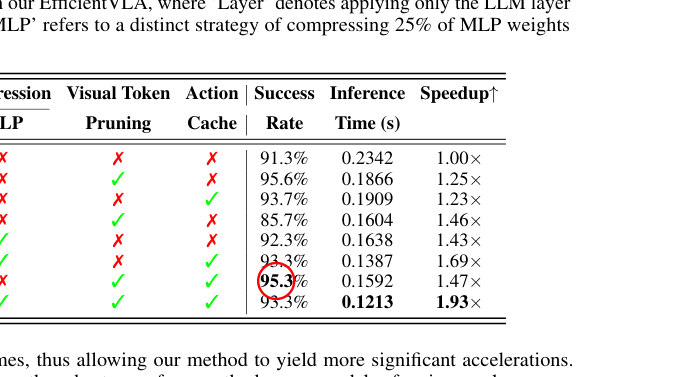 our EfficientVLA, where 'Layer' denotes applying only the LLM layer
MLP' refers to a distinct strategy of compressing 25% of MLP weights
ression Visual Token Action Success Inference Speedup↑
LP Pruning Cache Rate Time (s)
✗ ✗ ✗ 91.3% 0.2342 1.00×
✗ ✓ ✗ 95.6% 0.1866 1.25×
✗ ✗ ✓ 93.7% 0.1909 1.23×
✗ ✓ ✗ 85.7% 0.1604 1.46×
✓ ✗ ✗ 92.3% 0.1638 1.43×
✓ ✗ ✓ 93.3% 0.1387 1.69×
✗ ✓ ✓ 95.3% 0.1592 1.47×
✓ ✓ ✓ 93.3% 0.1213 1.93×
mes, thus allowing our method to yield more significant accelerations.